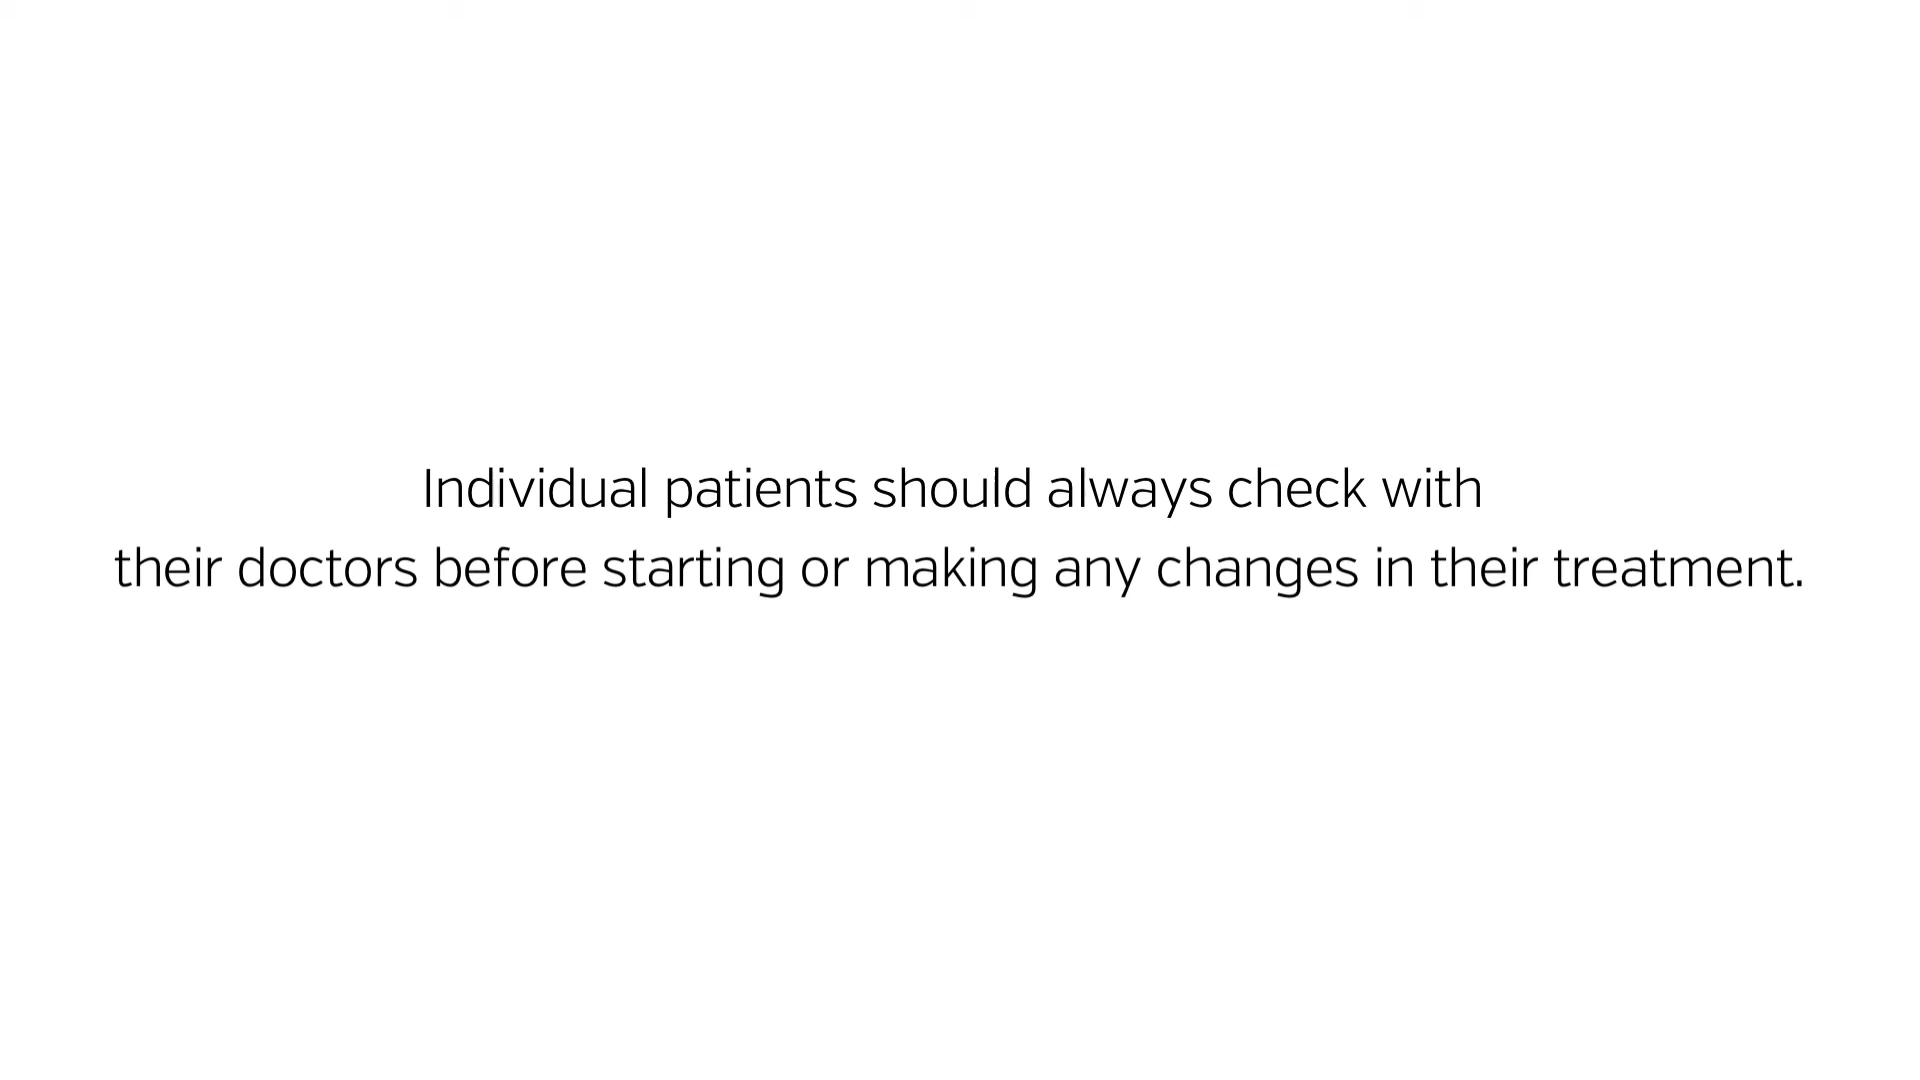 Individual patients should always check with
their doctors before starting or making any changes in their treatment.